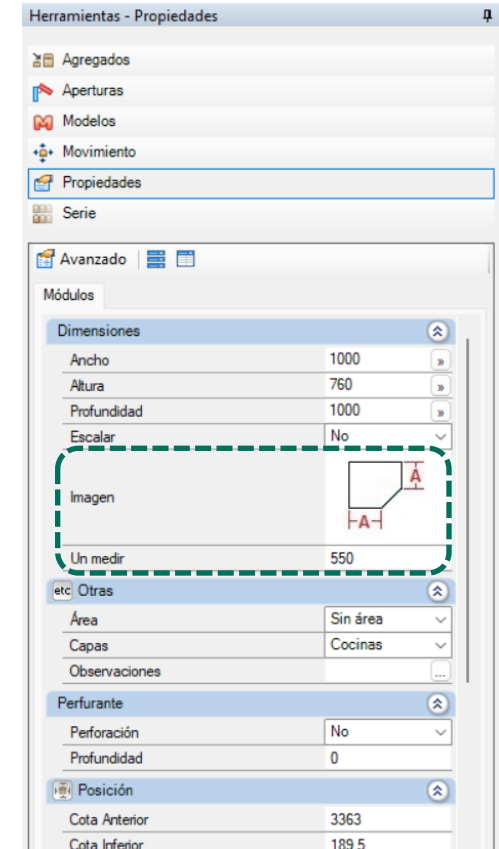 Herramientas - Propiedades
Agregados
Aperturas
Modelos
Movimiento
Propiedades
Serie
Avanzado
Módulos
Dimensiones
Ancho 1000 »
Altura 760 »
Profundidad 1000 »
Escalar No
A
Imagen
A
Un medir 550
etc Otras
Área Sin área
Capas Cocinas
Observaciones ...
Perfurante
Perforación No
Profundidad 0
Posición
Cota Anterior 3363
Cota Inferior 189.5